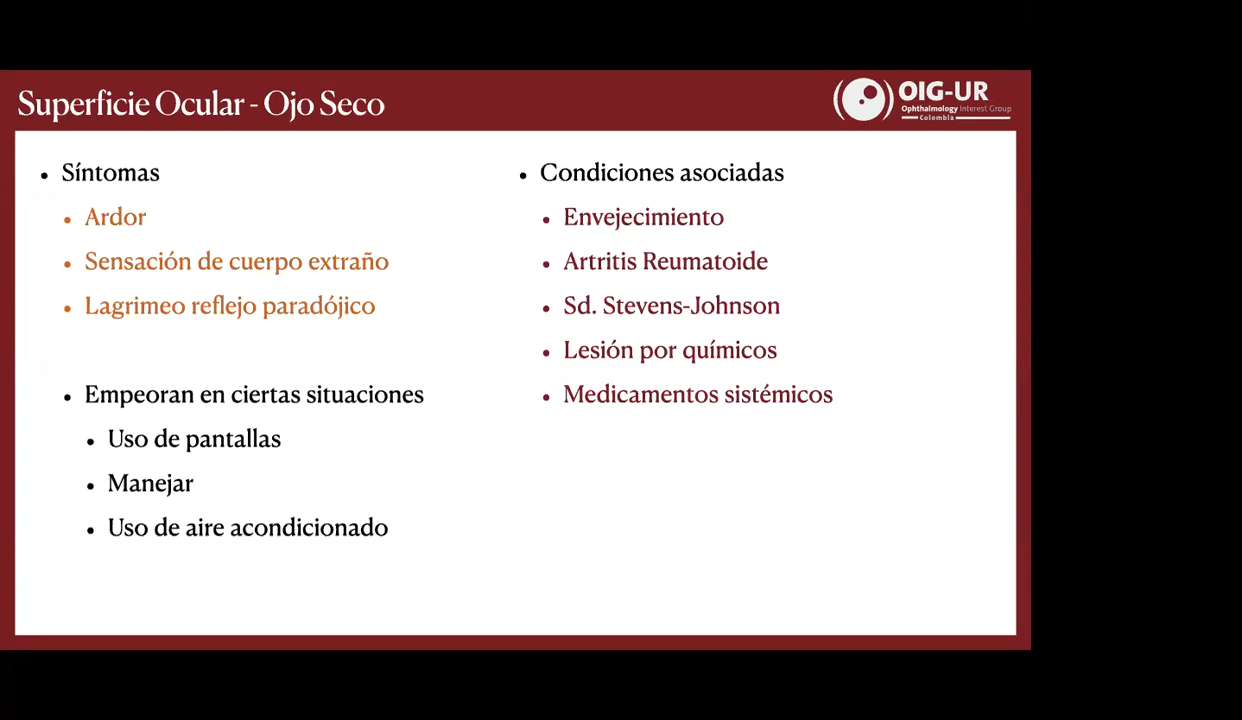 Superficie Ocular - Ojo Seco
OIG-UR
Ophthalmology Interest Group
Colombia
• Síntomas
• Ardor
• Sensación de cuerpo extraño
• Lagrimeo reflejo paradójico
• Empeoran en ciertas situaciones
• Uso de pantallas
• Manejar
• Uso de aire acondicionado
• Condiciones asociadas
• Envejecimiento
• Artritis Reumatoide
• Sd. Stevens-Johnson
• Lesión por químicos
• Medicamentos sistémicos